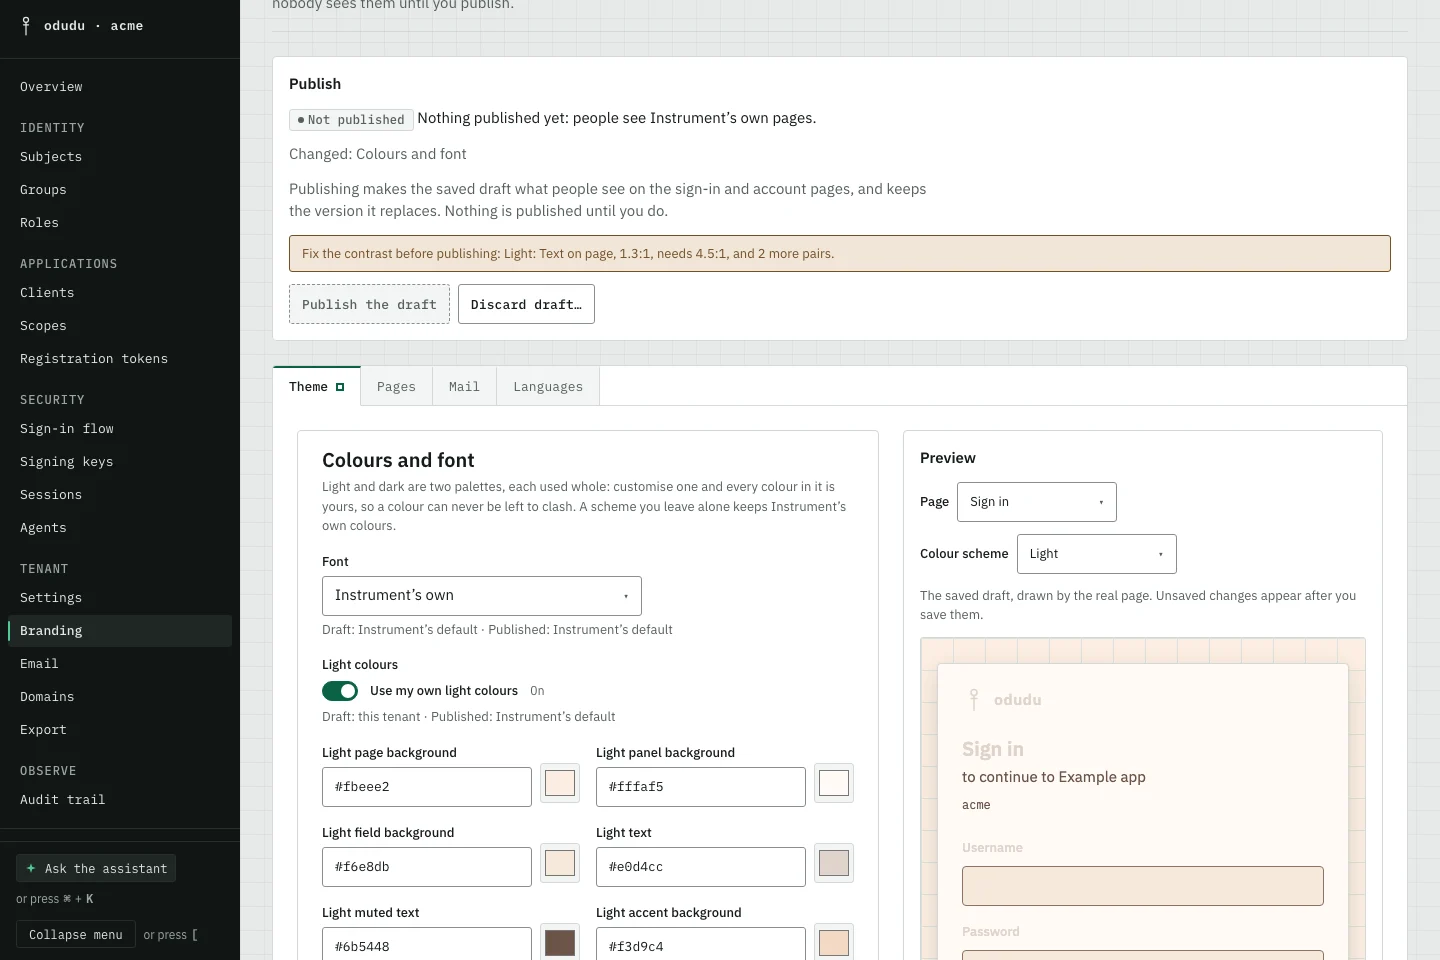 nobody sees them until you publish.
odudu · acme
Overview
IDENTITY
Subjects
Groups
Roles
APPLICATIONS
Clients
Scopes
Registration tokens
SECURITY
Sign-in flow
Signing keys
Sessions
Agents
TENANT
Settings
Branding
Email
Domains
Export
OBSERVE
Audit trail
Ask the assistant
or press ⌘ + K
Collapse menu or press [
Publish
Not published Nothing published yet: people see Instrument’s own pages.
Changed: Colours and font
Publishing makes the saved draft what people see on the sign-in and account pages, and keeps
the version it replaces. Nothing is published until you do.
Fix the contrast before publishing: Light: Text on page, 1.3:1, needs 4.5:1, and 2 more pairs.
Publish the draft Discard draft…
Theme Pages Mail Languages
Colours and font
Light and dark are two palettes, each used whole: customise one and every colour in it is
yours, so a colour can never be left to clash. A scheme you leave alone keeps Instrument’s
own colours.
Font
Instrument’s own
Draft: Instrument’s default · Published: Instrument’s default
Light colours
Use my own light colours On
Draft: this tenant · Published: Instrument’s default
Light page background Light panel background
#fbeee2 #fffaf5
Light field background Light text
#f6e8db #e0d4cc
Light muted text Light accent background
#6b5448 #f3d9c4
Preview
Page Sign in
Colour scheme Light
The saved draft, drawn by the real page. Unsaved changes appear after you
save them.
odudu
Sign in
to continue to Example app
acme
Username
Password